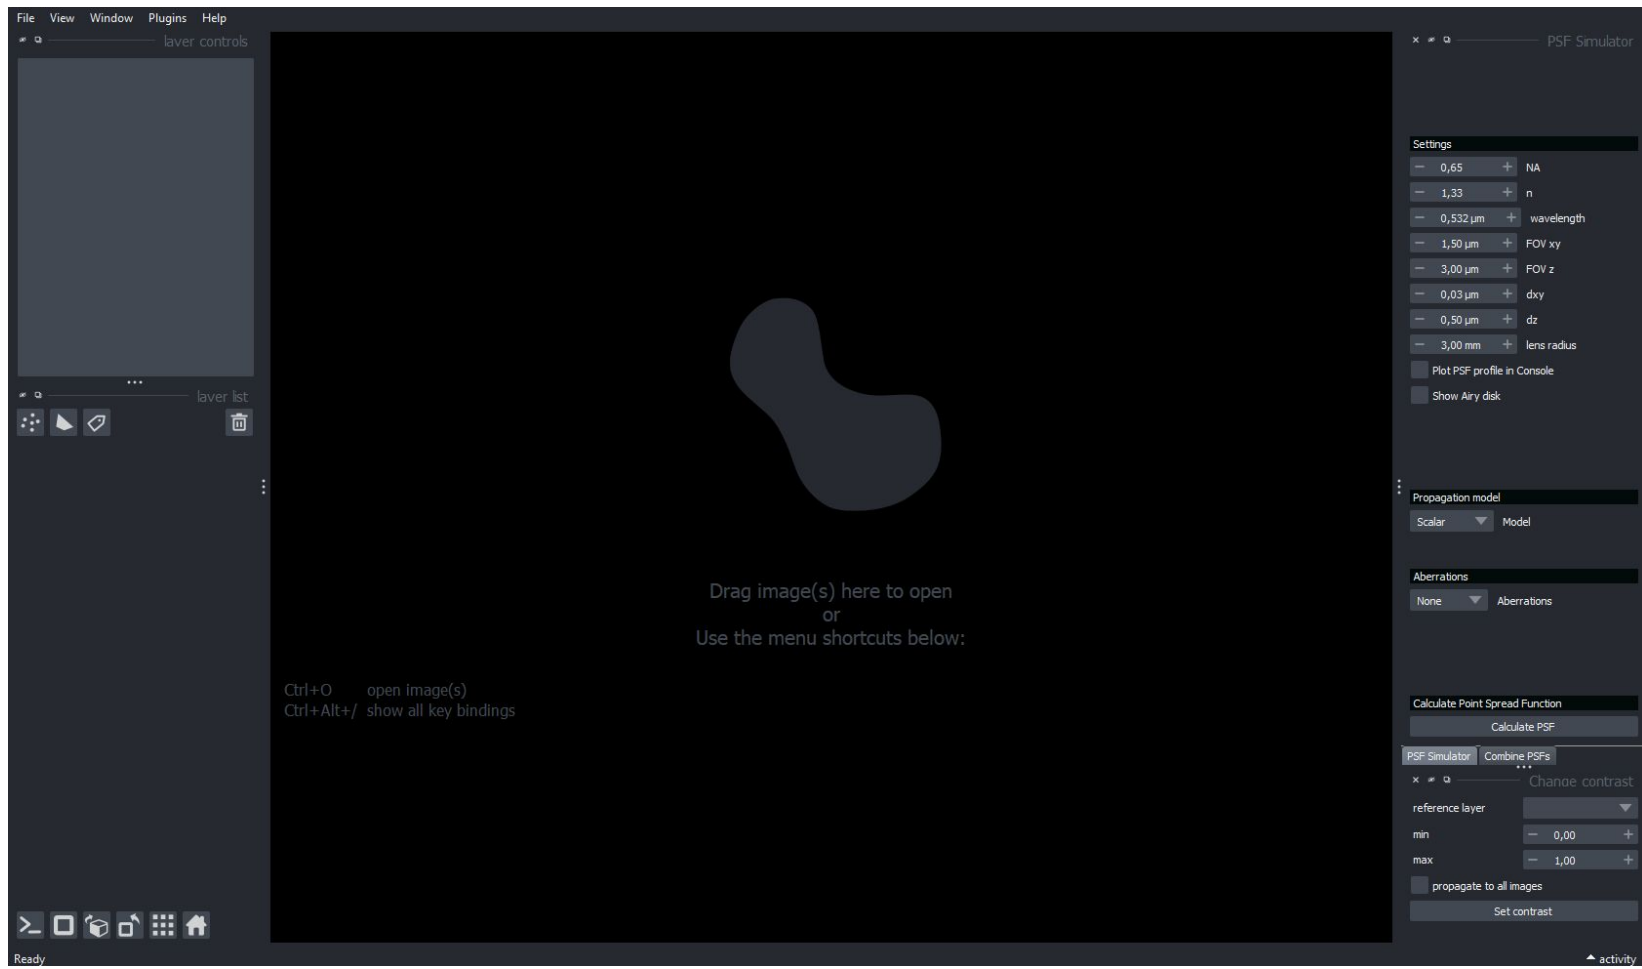 File View Window Plugins Help
layer controls
layer list
Drag image(s) here to open
or
Use the menu shortcuts below:
Ctrl+O open image(s)
Ctrl+Alt+/ show all key bindings
Ready
PSF Simulator
Settings
0,65 NA
1,33 n
0,532 µm wavelength
1,50 µm FOV xy
3,00 µm FOV z
0,03 µm dxy
0,50 µm dz
3,00 mm lens radius
Plot PSF profile in Console
Show Airy disk
Propagation model
Scalar Model
Aberrations
None Aberrations
Calculate Point Spread Function
Calculate PSF
PSF Simulator Combine PSFs
Change contrast
reference layer
min 0,00
max 1,00
propagate to all images
Set contrast
activity